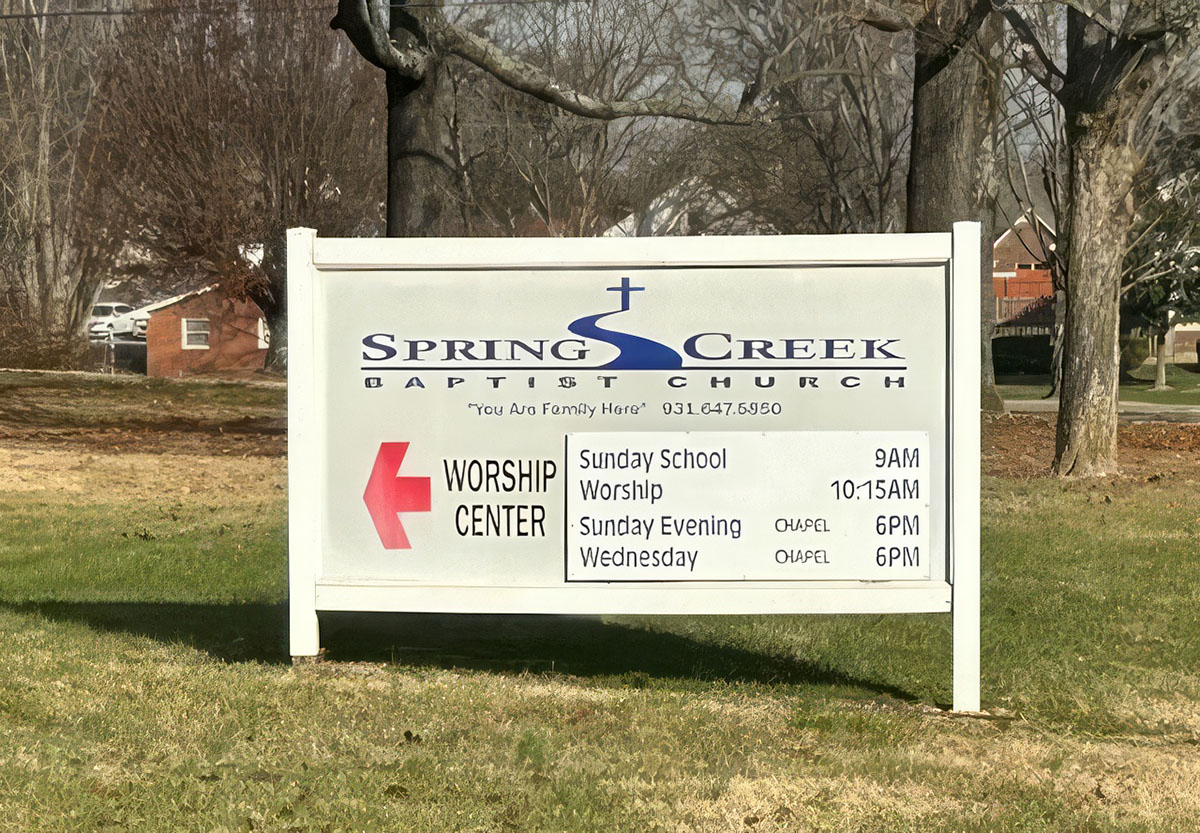 SPRING CREEK
BAPTIST CHURCH
"You Are Family Here" 931.647.5950
WORSHIP
CENTER
Sunday School 9AM
Worship 10:15AM
Sunday Evening CHAPEL 6PM
Wednesday CHAPEL 6PM